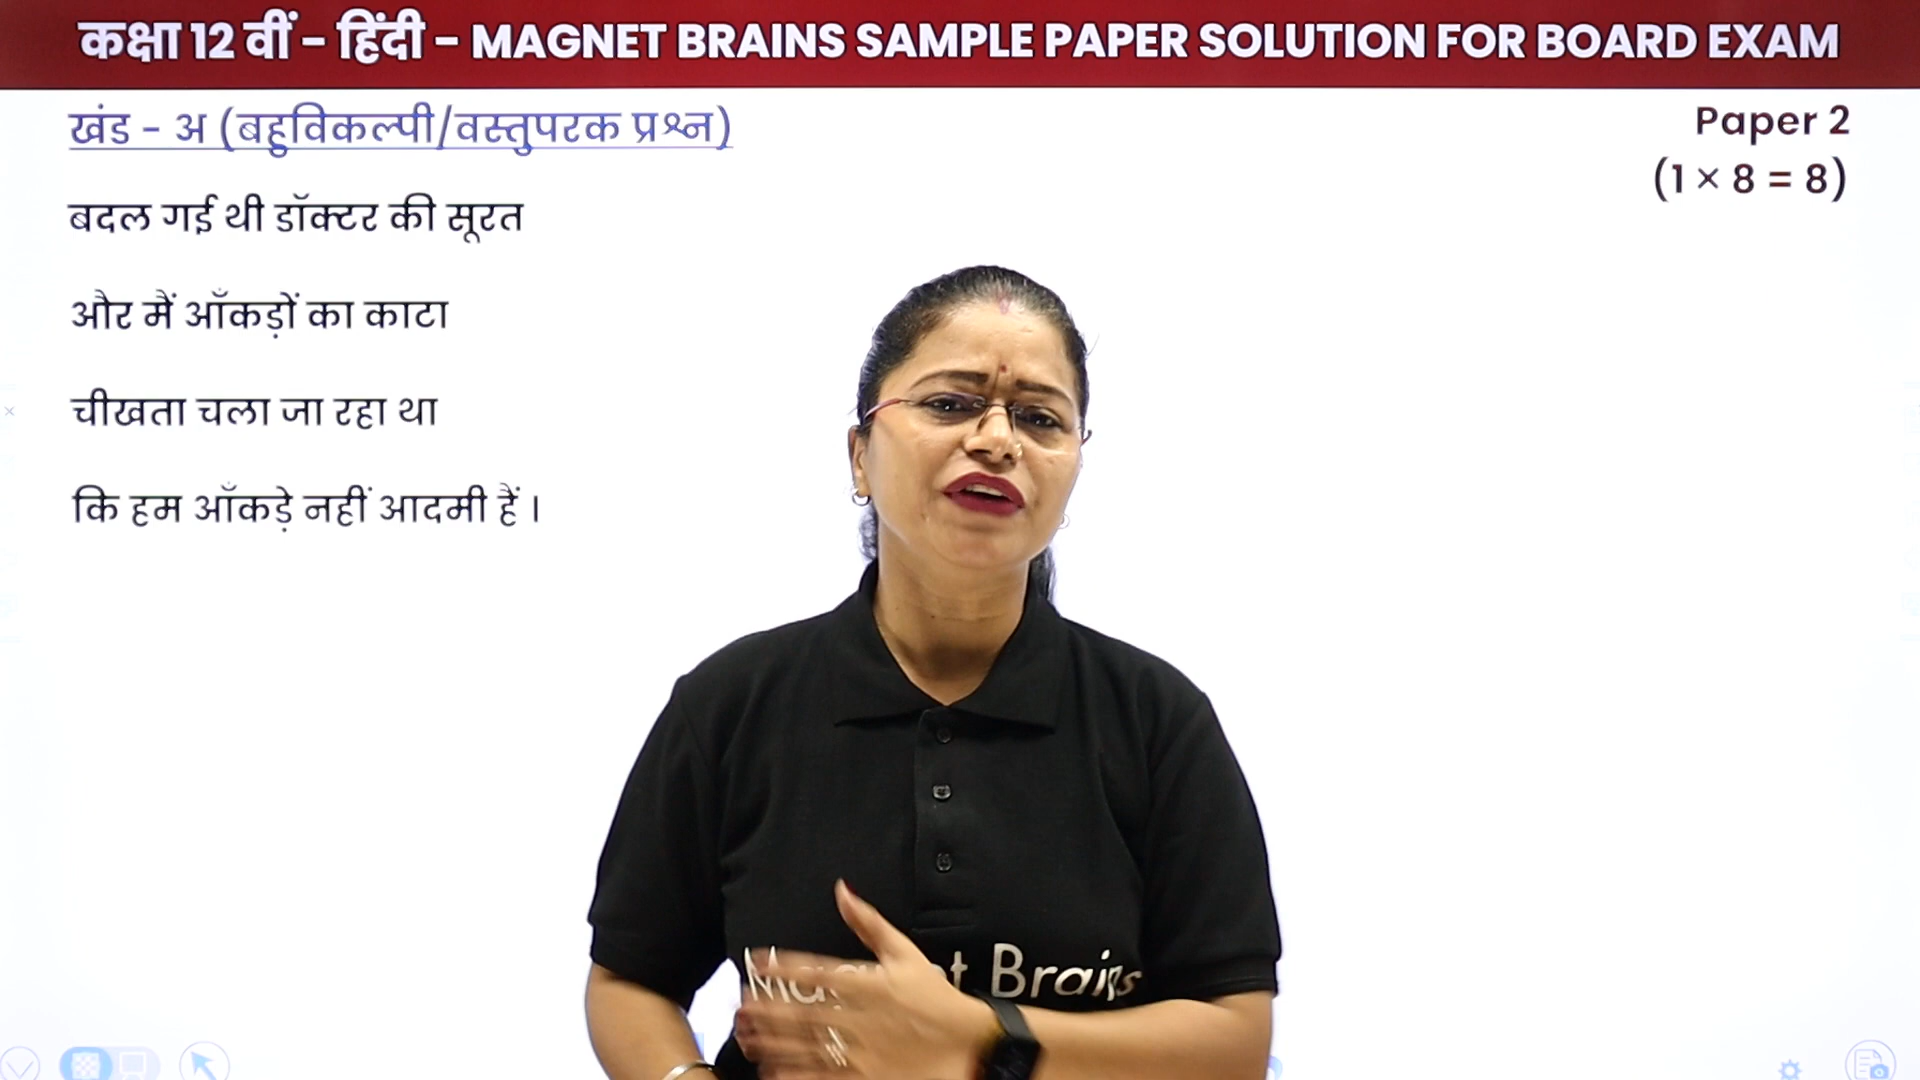 कक्षा 12 वीं - हिंदी - MAGNET BRAINS SAMPLE PAPER SOLUTION FOR BOARD EXAM
खंड - अ (बहुविकल्पी/वस्तुपरक प्रश्न)
Paper 2
(1 × 8 = 8)
बदल गई थी डॉक्टर की सूरत
और मैं आँकड़ों का काटा
चीखता चला जा रहा था
कि हम आँकड़े नहीं आदमी हैं ।
Brains